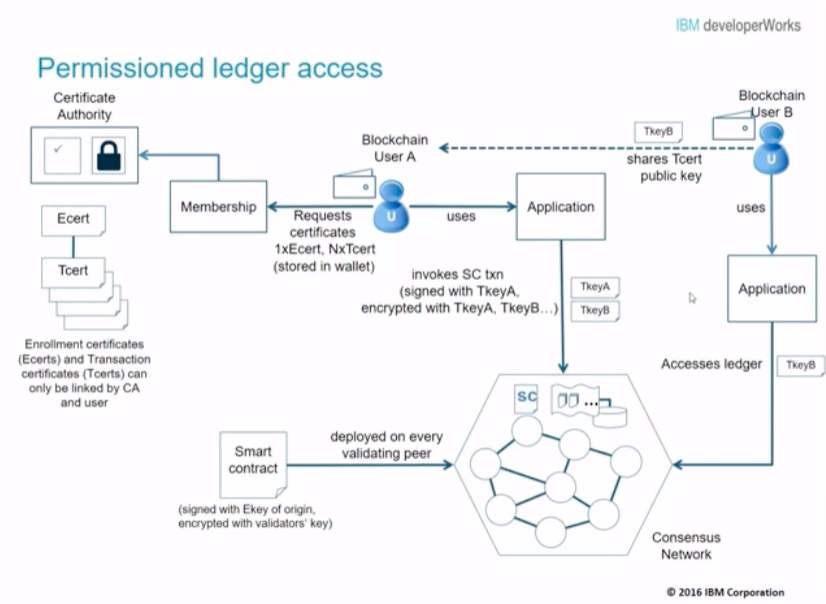 IBM developerWorks
Permissioned ledger access
Certificate
Authority
Blockchain
User A
Blockchain
User B
TkeyB
shares Tcert
public key
U
U
Membership
Requests
certificates
1xEcert, NxTcert
(stored in wallet)
uses
Application
uses
Ecert
Tcert
invokes SC txn
(signed with TkeyA,
encrypted with TkeyA, TkeyB...)
TkeyA
TkeyB
Application
Enrollment certificates
(Ecerts) and Transaction
certificates (Tcerts) can
only be linked by CA
and user
Accesses ledger
TkeyB
SC
...
Smart
contract
deployed on every
validating peer
(signed with Ekey of origin,
encrypted with validators' key)
Consensus
Network
© 2016 IBM Corporation